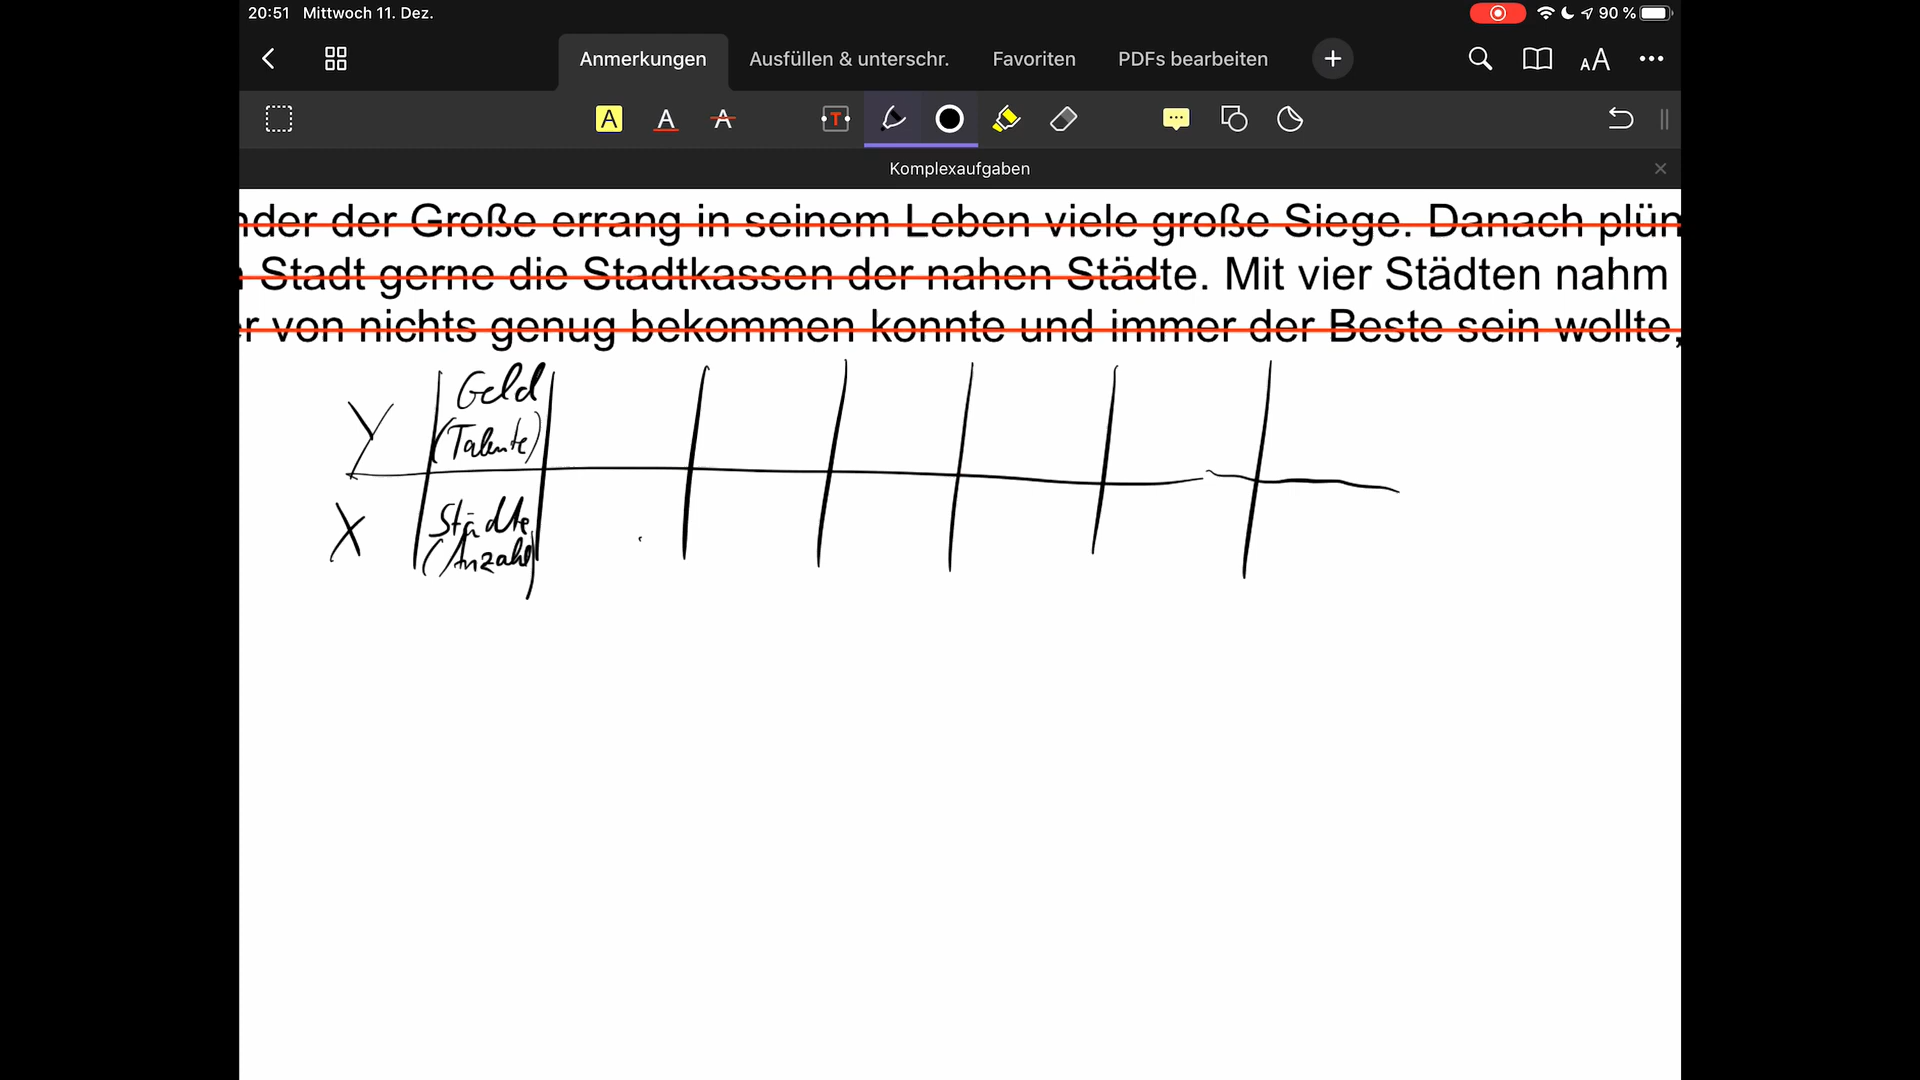 20:51 Mittwoch 11. Dez. 90 %
Anmerkungen Ausfüllen & unterschr. Favoriten PDFs bearbeiten
Komplexaufgaben
nder der Große errang in seinem Leben viele große Siege. Danach plün
Stadt gerne die Stadtkassen der nahen Städte. Mit vier Städten nahm
r von nichts genug bekommen konnte und immer der Beste sein wollte,
Y Geld
(Talente)
X Städte
(Anzahl)